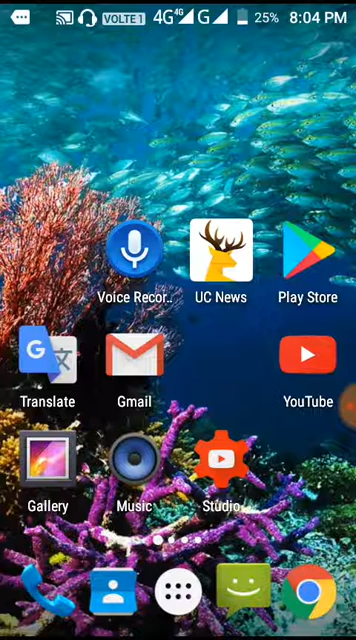 VOLTE 1 4G 4G G 25% 8:04 PM
Voice Recor.. UC News Play Store
G 文
Translate Gmail YouTube
Gallery Music Studio